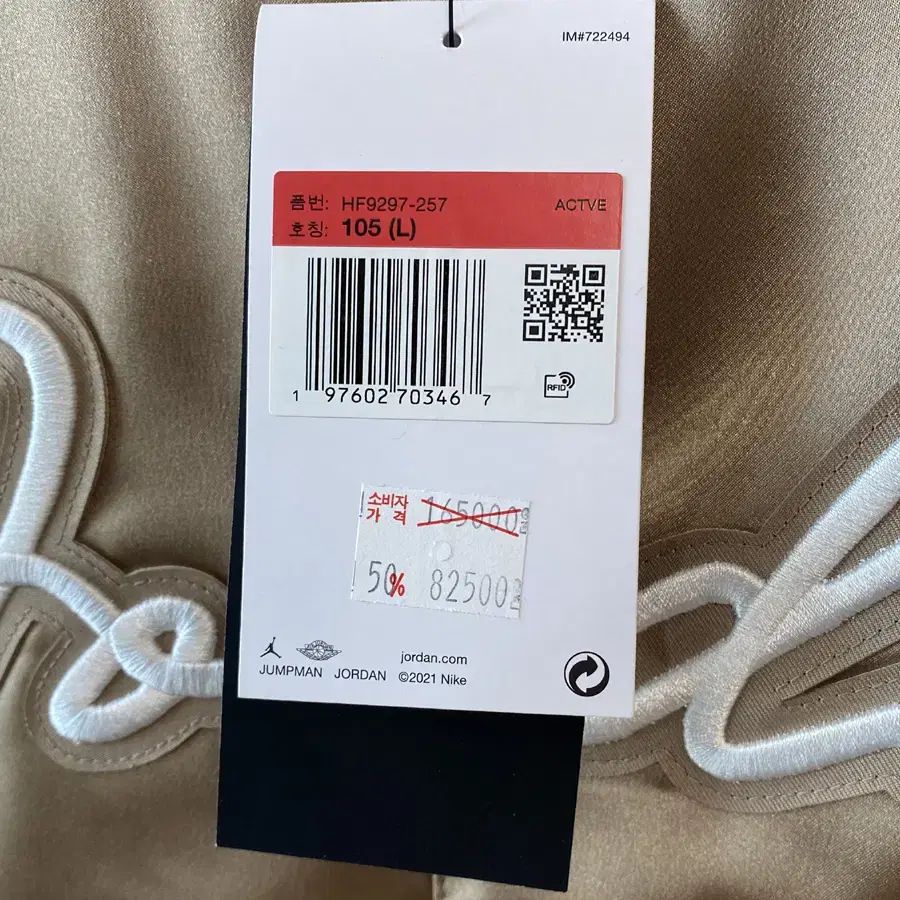 IM#722494
품번: HF9297-257 ACTVE
호칭: 105 (L)
1 97602 70346 7
RFID
소비자
가 격 165000
50% 82500
jordan.com
JUMPMAN JORDAN ©2021 Nike